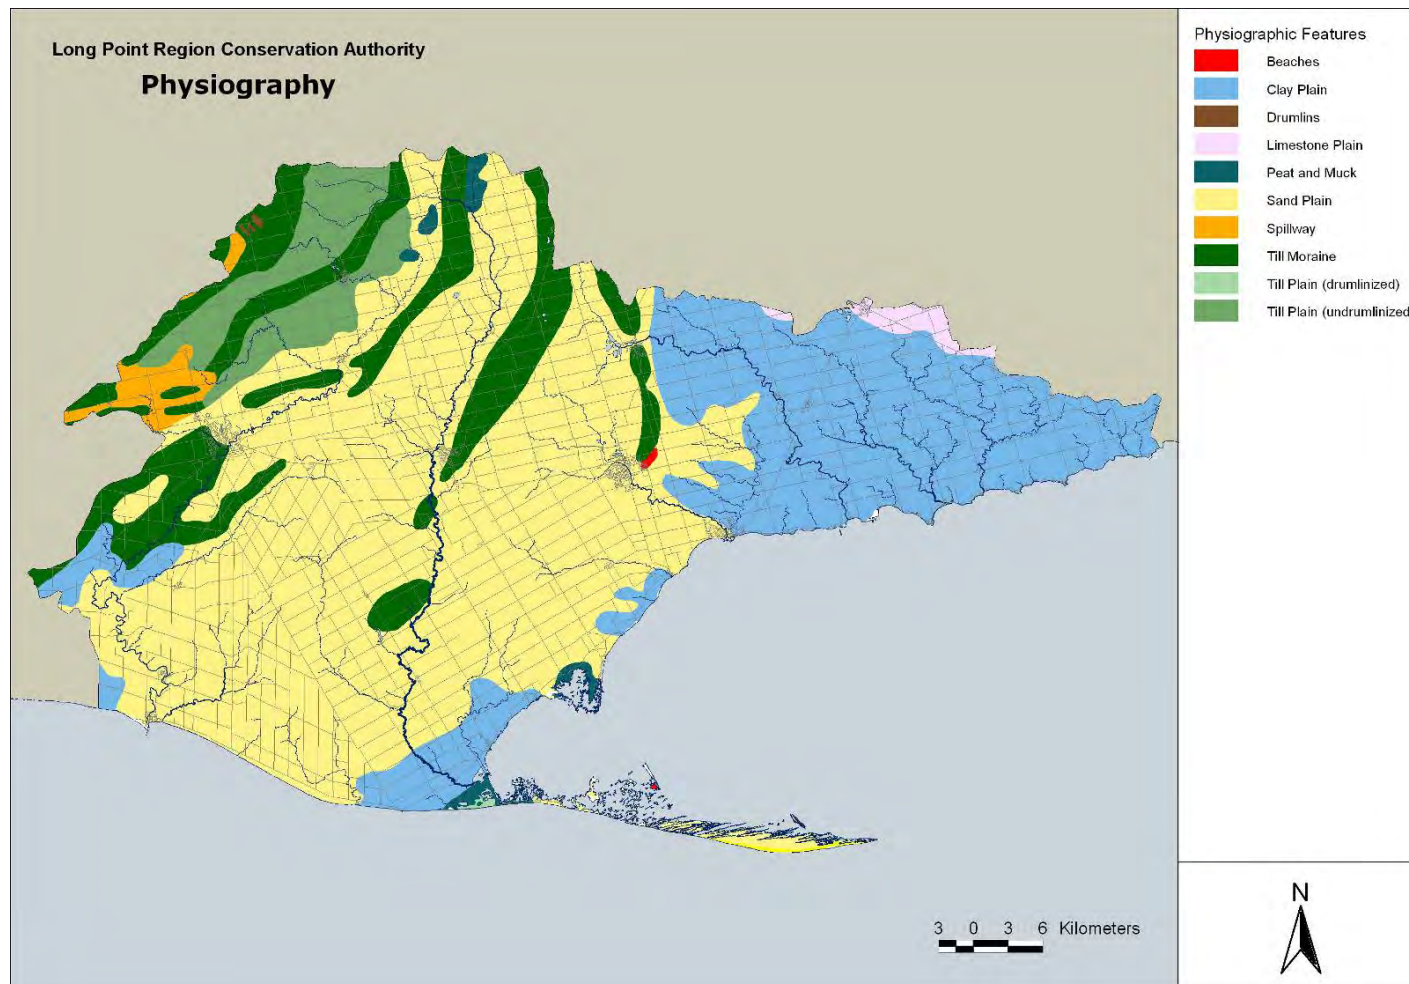 Long Point Region Conservation Authority
Physiography
Physiographic Features
Beaches
Clay Plain
Drumlins
Limestone Plain
Peat and Muck
Sand Plain
Spillway
Till Moraine
Till Plain (drumlinized)
Till Plain (undrumlinized
N
3 0 3 6 Kilometers